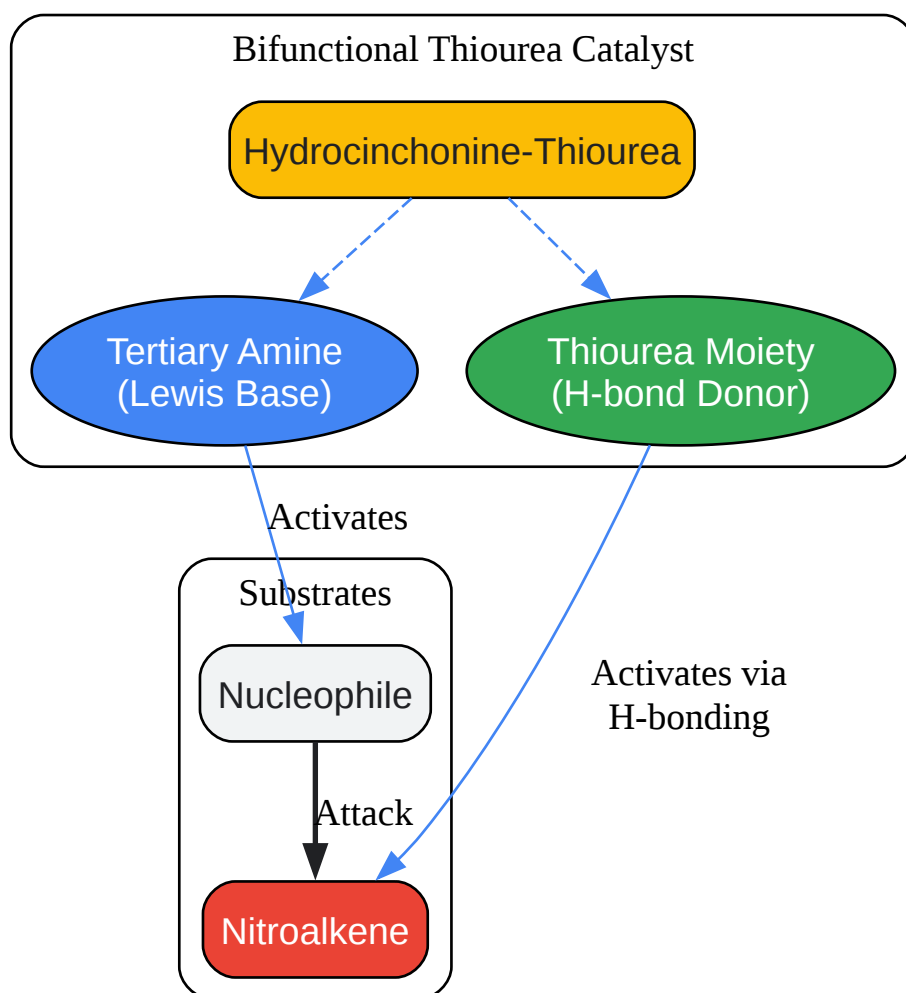 Bifunctional Thiourea Catalyst
Hydrocinchonine-Thiourea
Tertiary Amine
(Lewis Base)
Thiourea Moiety
(H-bond Donor)
Activates
Substrates
Nucleophile
Activates via
H-bonding
Attack
Nitroalkene